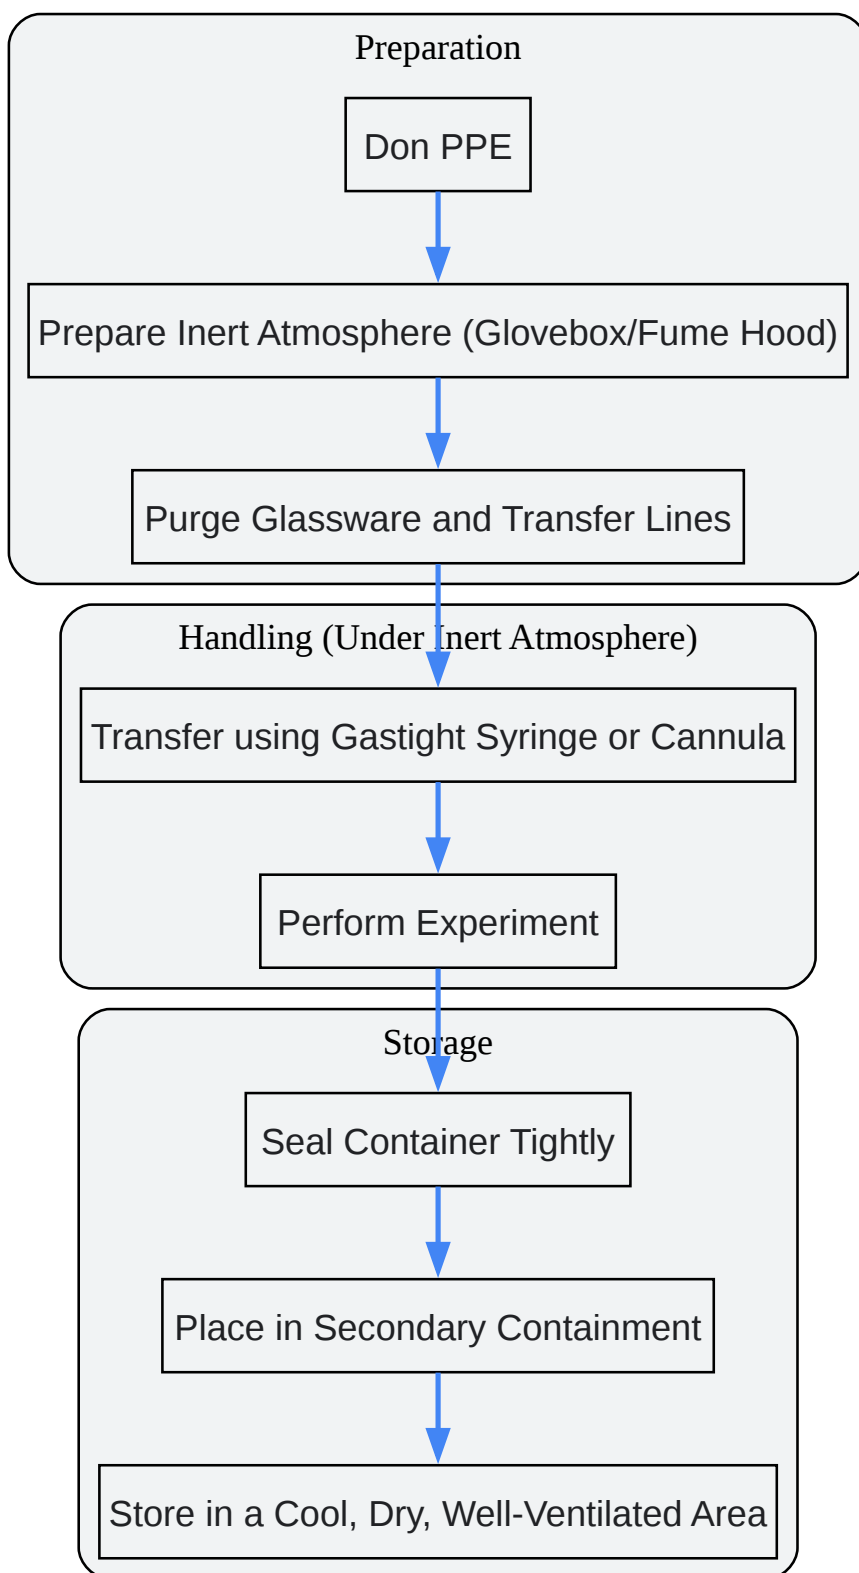 Preparation
Don PPE
Prepare Inert Atmosphere (Glovebox/Fume Hood)
Purge Glassware and Transfer Lines
Handling (Under Inert Atmosphere)
Transfer using Gastight Syringe or Cannula
Perform Experiment
Storage
Seal Container Tightly
Place in Secondary Containment
Store in a Cool, Dry, Well-Ventilated Area